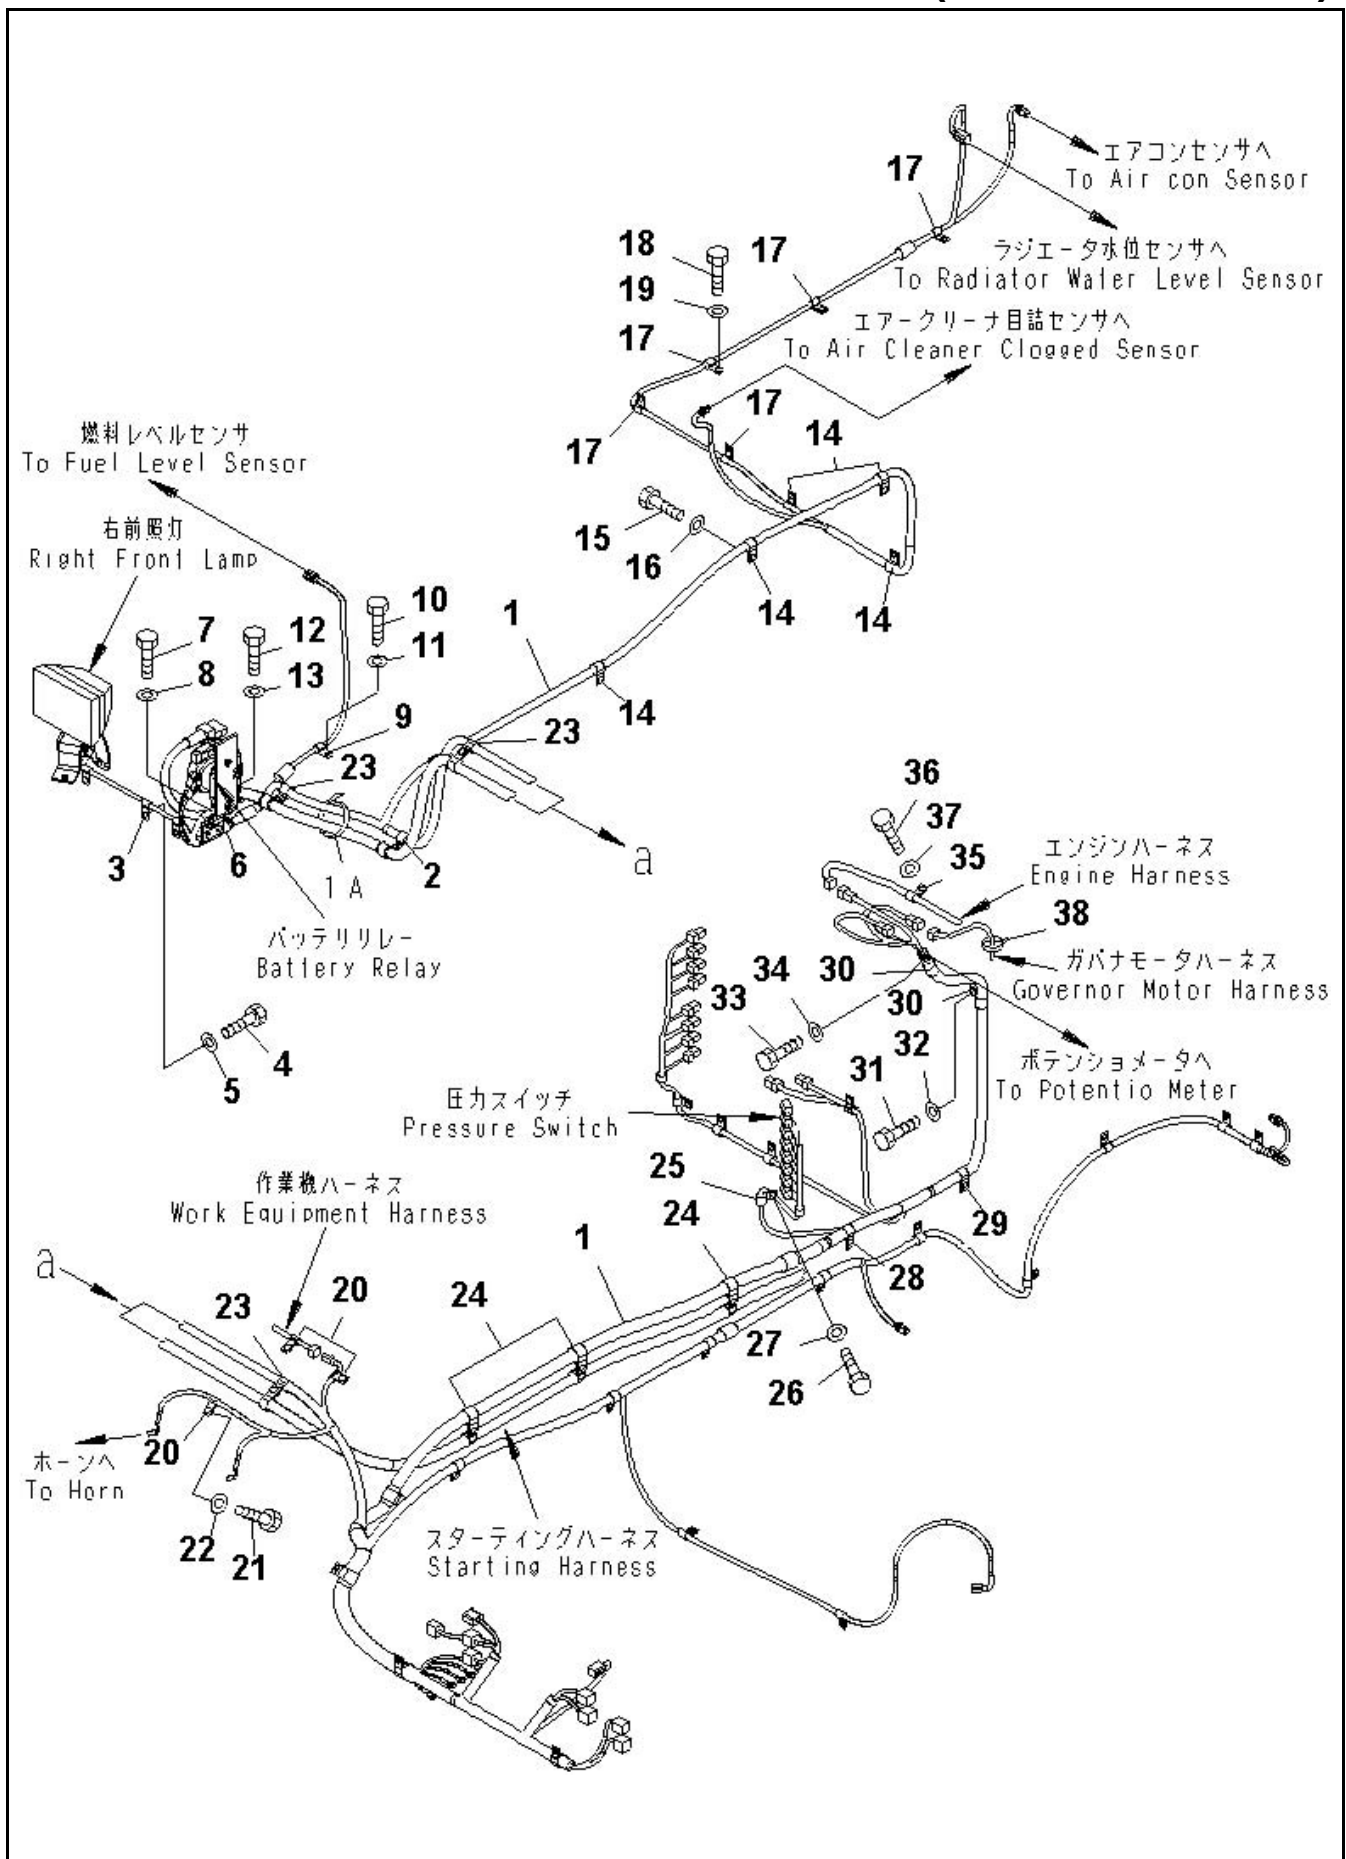 エアコンセンサヘ
To Air con Sensor
17
18
17
ラジエータ水位センサヘ
To Radiator Water Level Sensor
19
エアークリーナ目詰センサヘ
To Air Cleaner Clogged Sensor
17
17
17
14
燃料レベルセンサ
To Fuel Level Sensor
右前照灯
Right Front Lamp
15
16
14
14
7
12
10
1
8
13
11
9
14
23
23
3
6
2
1A
a
バッテリリレー
Battery Relay
4
5
36
37
35
エンジンハーネス
Engine Harness
38
ガバナモータハーネス
Governor Motor Harness
34
30
33
30
32
31
ポテンショメータヘ
To Potentio Meter
圧力スイッチ
Pressure Switch
25
24
29
28
作業機ハーネス
Work Equipment Harness
1
a
23
20
24
27
26
20
ホーンヘ
To Horn
22
21
スターティングハーネス
Starting Harness